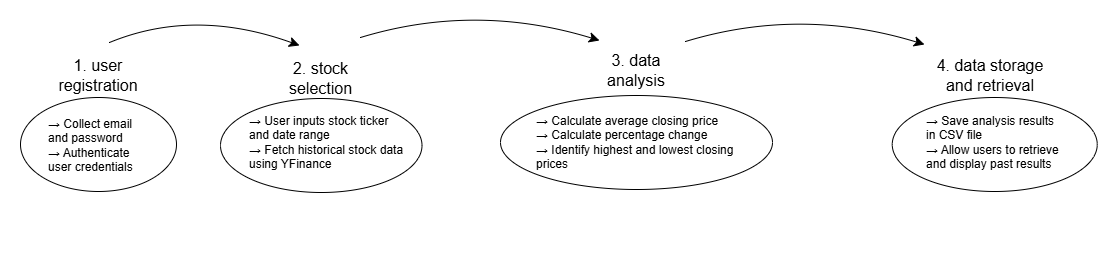 1. user
registration
→ Collect email
and password
→ Authenticate
user credentials
2. stock
selection
→ User inputs stock ticker
and date range
→ Fetch historical stock data
using YFinance
3. data
analysis
→ Calculate average closing price
→ Calculate percentage change
→ Identify highest and lowest closing
prices
4. data storage
and retrieval
→ Save analysis results
in CSV file
→ Allow users to retrieve
and display past results